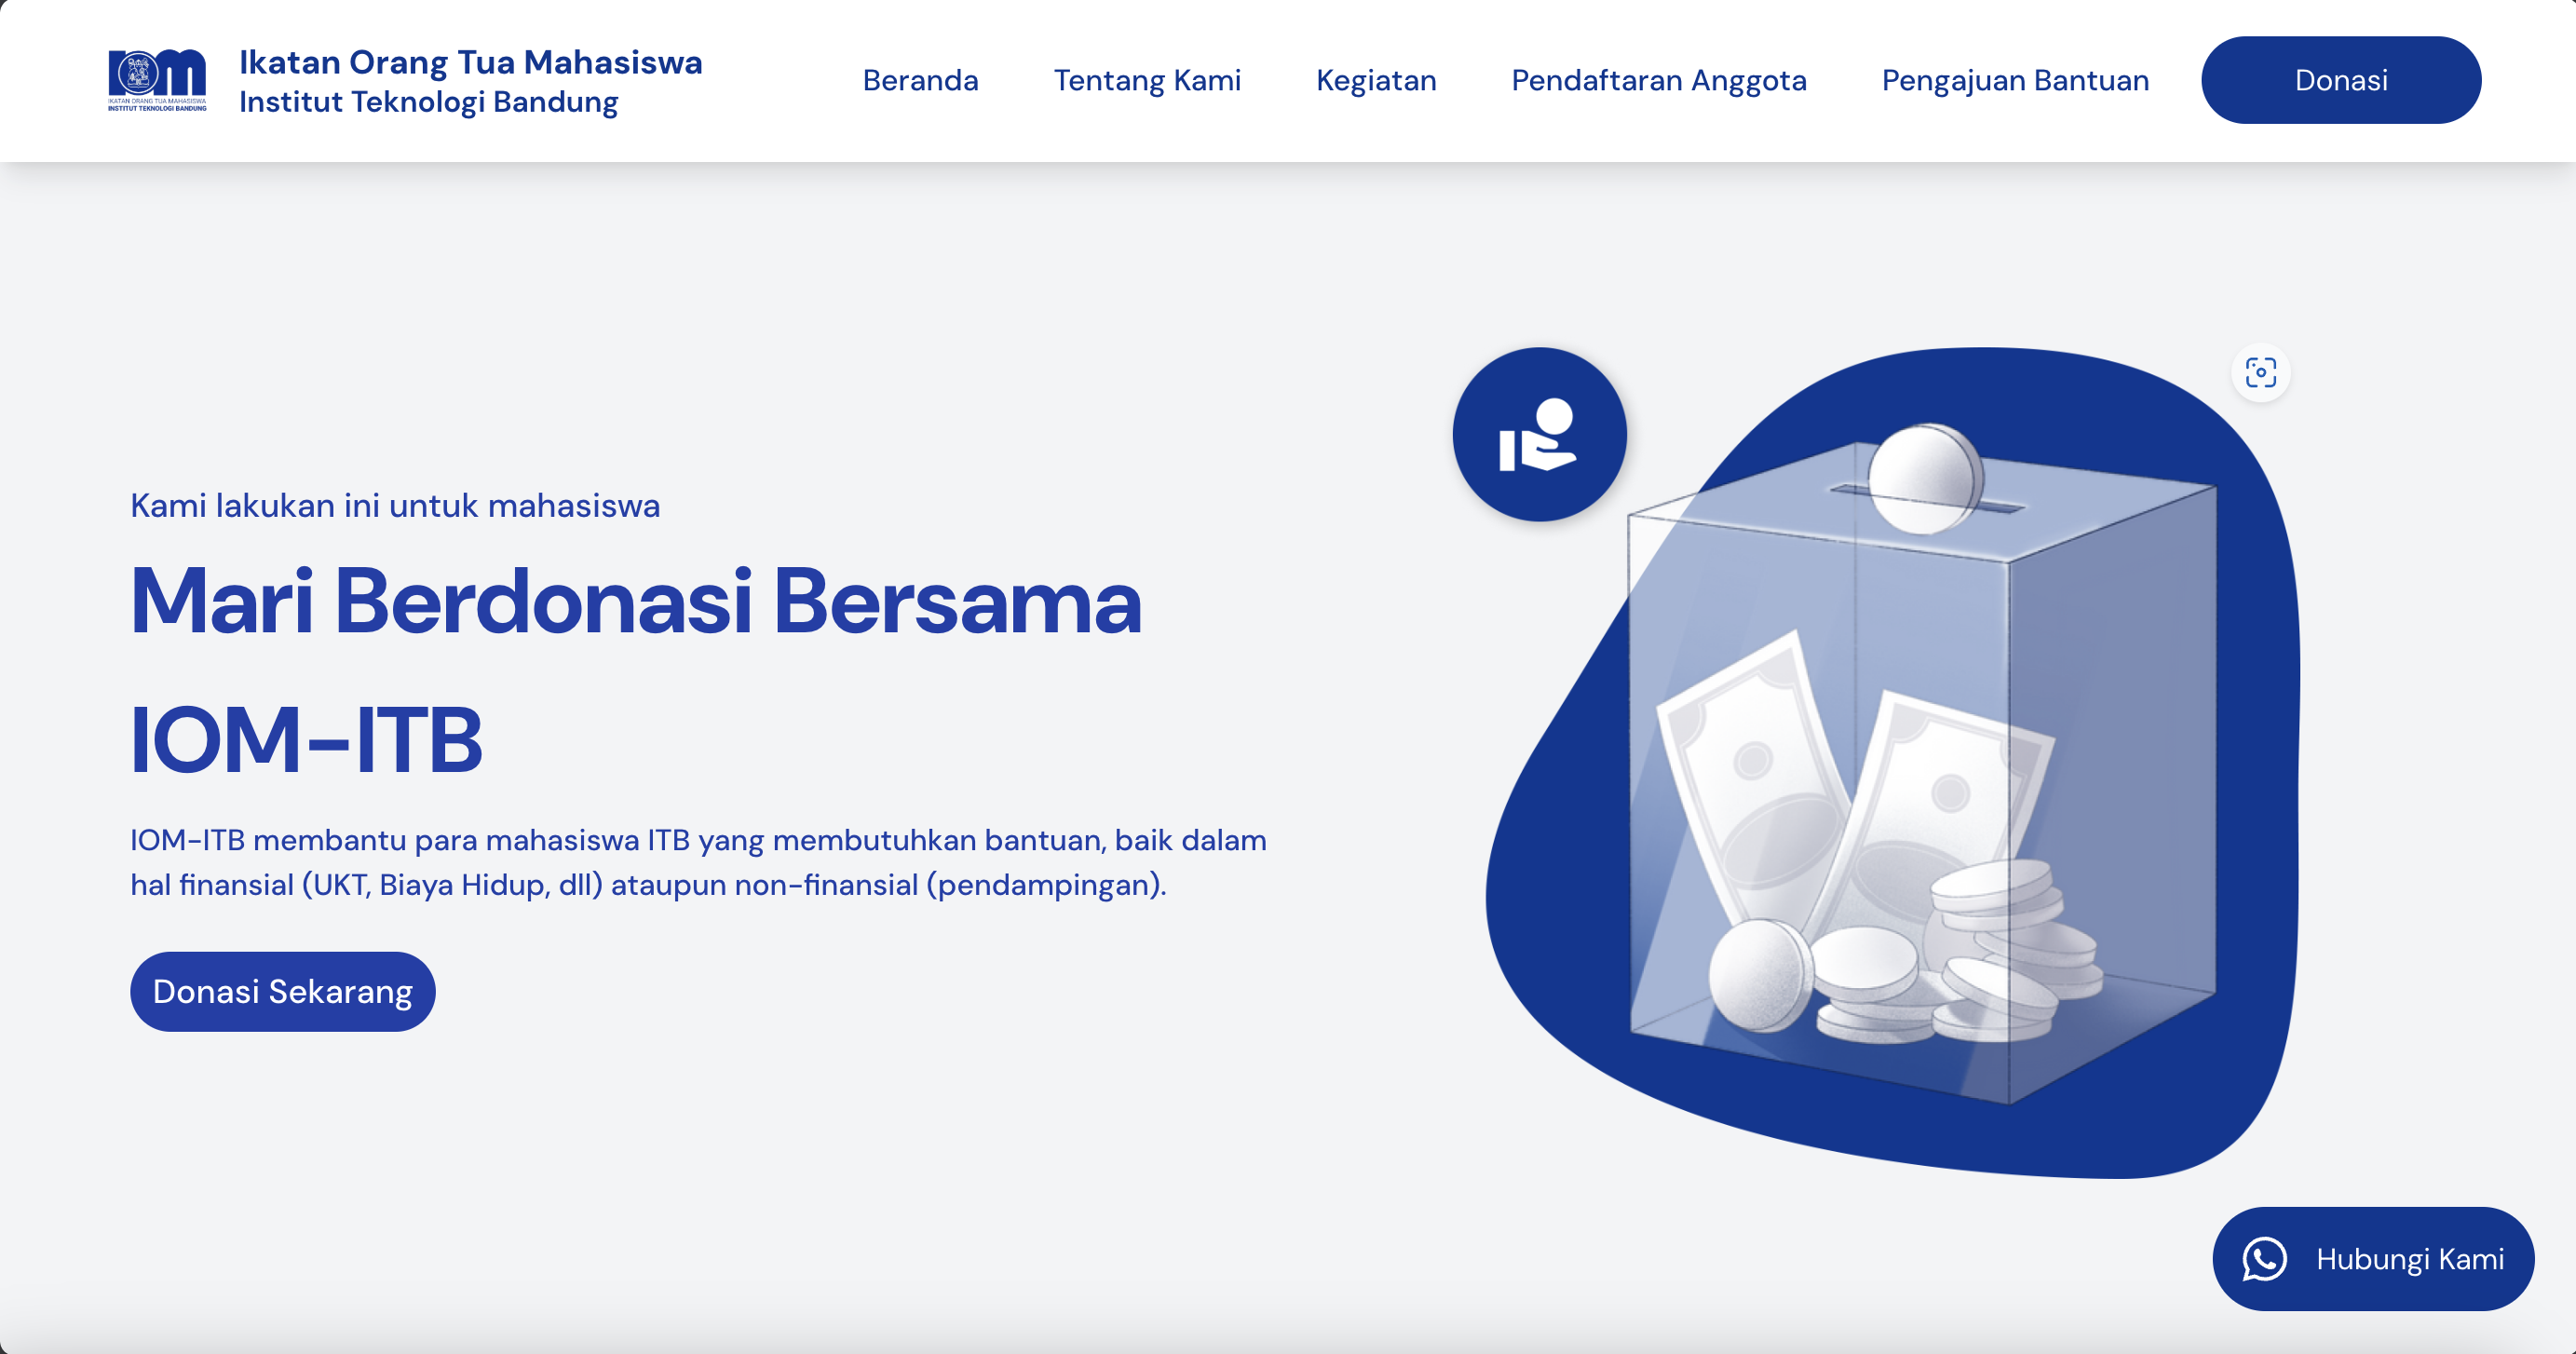 IOM
IKATAN ORANG TUA MAHASISWA
INSTITUT TEKNOLOGI BANDUNG
Ikatan Orang Tua Mahasiswa
Institut Teknologi Bandung
Beranda
Tentang Kami
Kegiatan
Pendaftaran Anggota
Pengajuan Bantuan
Donasi
Kami lakukan ini untuk mahasiswa
Mari Berdonasi Bersama
IOM-ITB
IOM-ITB membantu para mahasiswa ITB yang membutuhkan bantuan, baik dalam
hal finansial (UKT, Biaya Hidup, dll) ataupun non-finansial (pendampingan).
Donasi Sekarang
Hubungi Kami